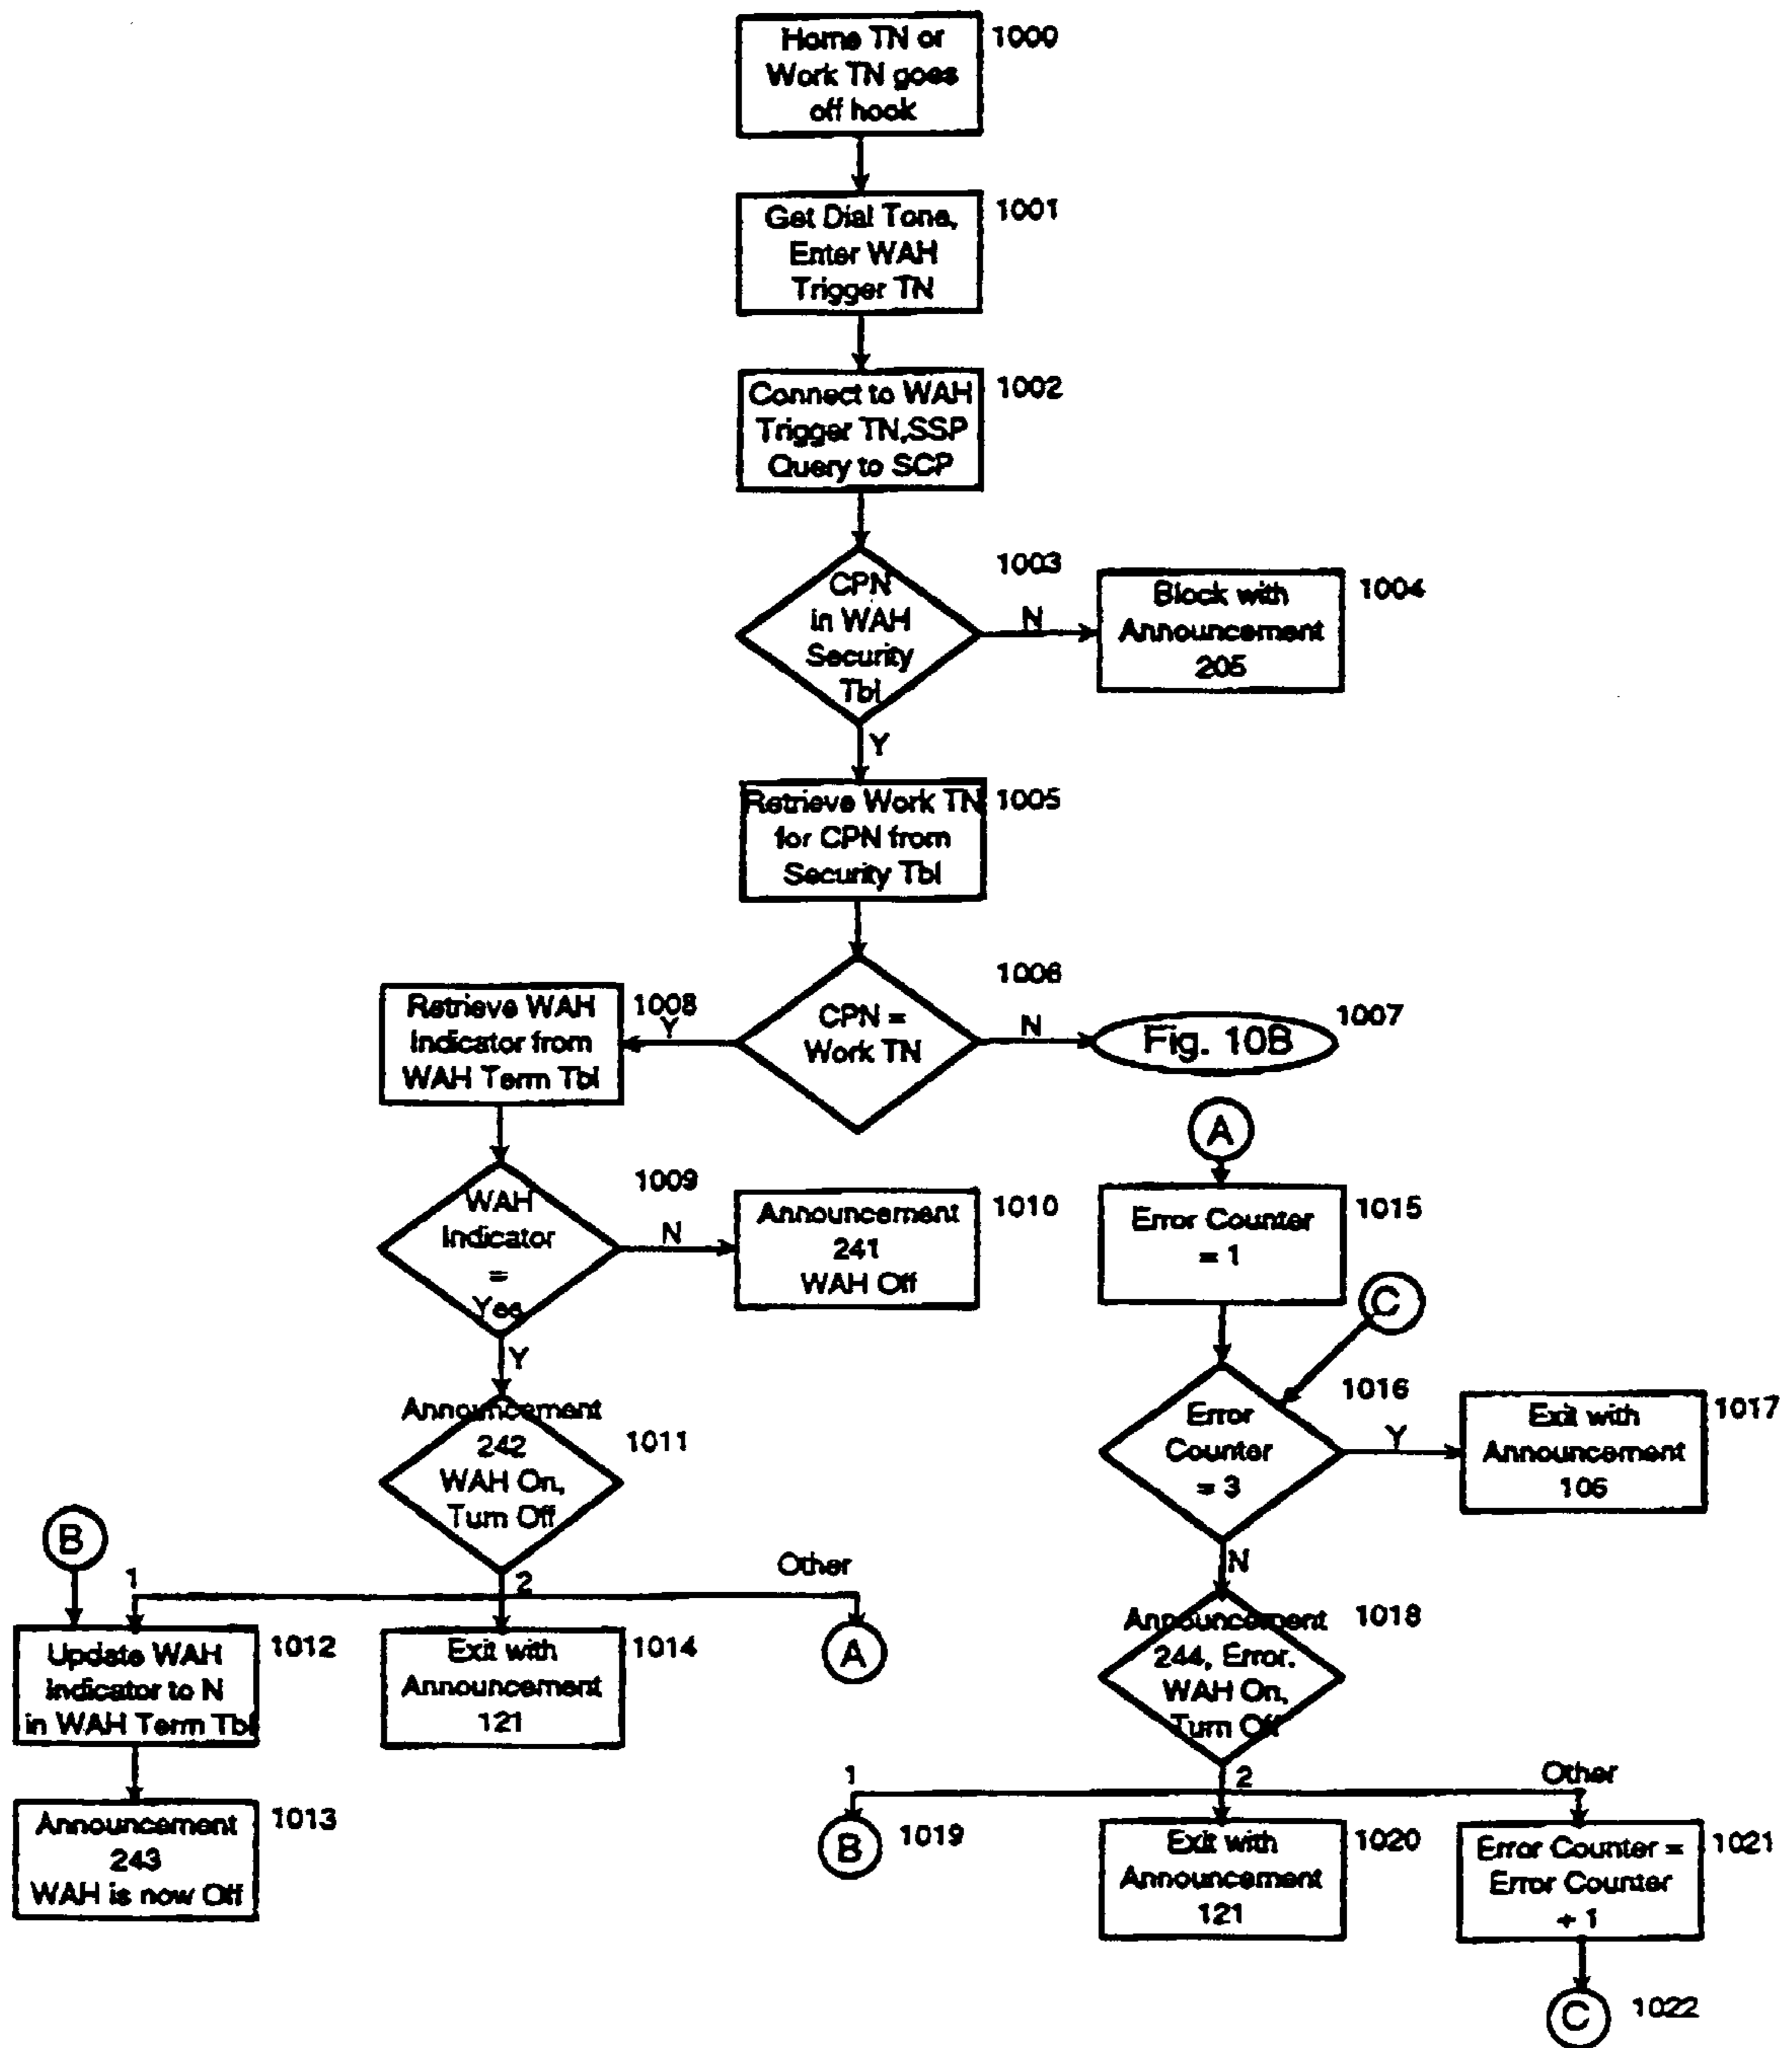 Home TN or
Work TN goes
off hook
1000
Get Dial Tone,
Enter WAH
Trigger TN
1001
Connect to WAH
Trigger TN,SSP
Query to SCP
1002
CPN
in WAH
Security
Tbl
1003
N
Block with
Announcement
205
1004
Y
Retrieve Work TN
for CPN from
Security Tbl
1005
CPN =
Work TN
1006
N
Fig. 10B
1007
Y
Retrieve WAH
Indicator from
WAH Term Tbl
1008
WAH
Indicator
=
Yes
1009
N
Announcement
241
WAH Off
1010
Y
Announcement
242
WAH On,
Turn Off
1011
B
1
2
Other
Update WAH
Indicator to N
in WAH Term Tbl
1012
Exit with
Announcement
121
1014
A
Announcement
243
WAH is now Off
1013
A
Error Counter
= 1
1015
C
Error
Counter
= 3
1016
Y
Exit with
Announcement
106
1017
N
Announcement
244, Error.
WAH On,
Turn Off
1018
1
2
Other
B
1019
Exit with
Announcement
121
1020
Error Counter =
Error Counter
+ 1
1021
C
1022